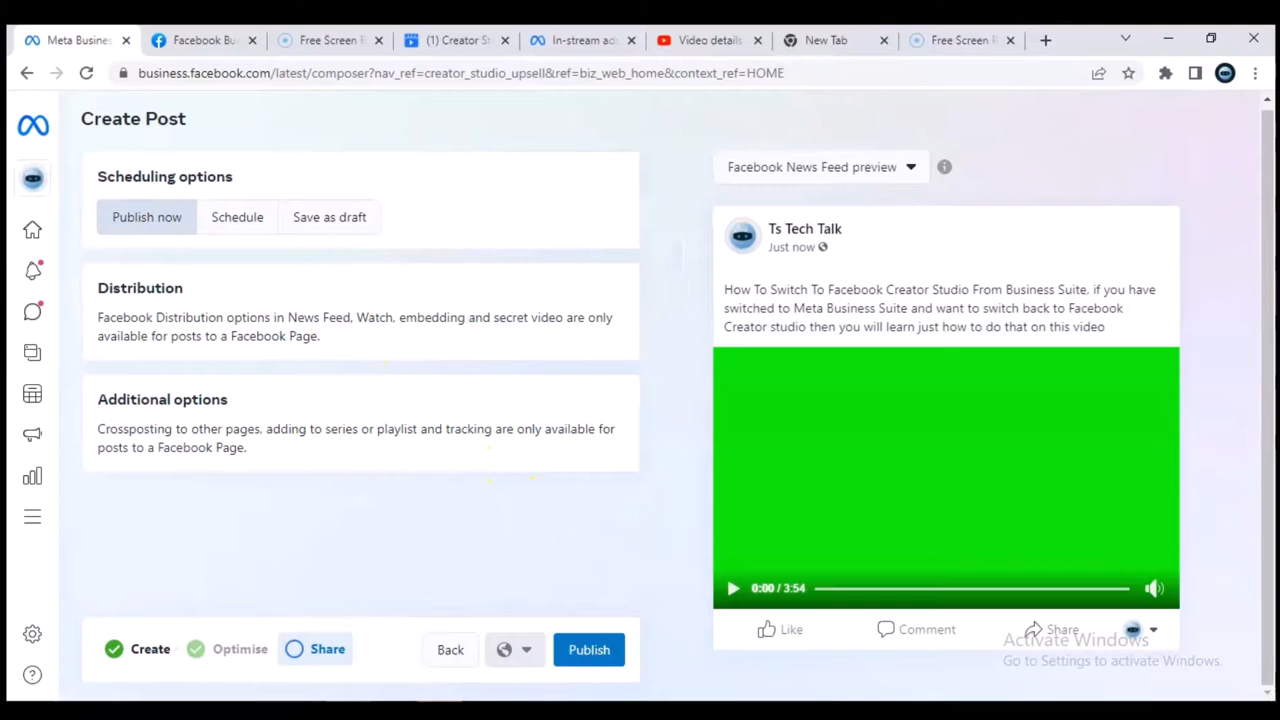 Meta Busines
Facebook Bu
Free Screen R
(1) Creator St
In-stream ad
Video details
New Tab
Free Screen R
business.facebook.com/latest/composer?nav_ref=creator_studio_upsell&ref=biz_web_home&context_ref=HOME
Create Post
Scheduling options
Publish now
Schedule
Save as draft
Distribution
Facebook Distribution options in News Feed, Watch, embedding and secret video are only
available for posts to a Facebook Page.
Additional options
Crossposting to other pages, adding to series or playlist and tracking are only available for
posts to a Facebook Page.
Create
Optimise
Share
Back
Publish
Facebook News Feed preview
Ts Tech Talk
Just now
How To Switch To Facebook Creator Studio From Business Suite, if you have
switched to Meta Business Suite and want to switch back to Facebook
Creator studio then you will learn just how to do that on this video
0:00 / 3:54
Like
Comment
Share
Activate Windows
Go to Settings to activate Windows.